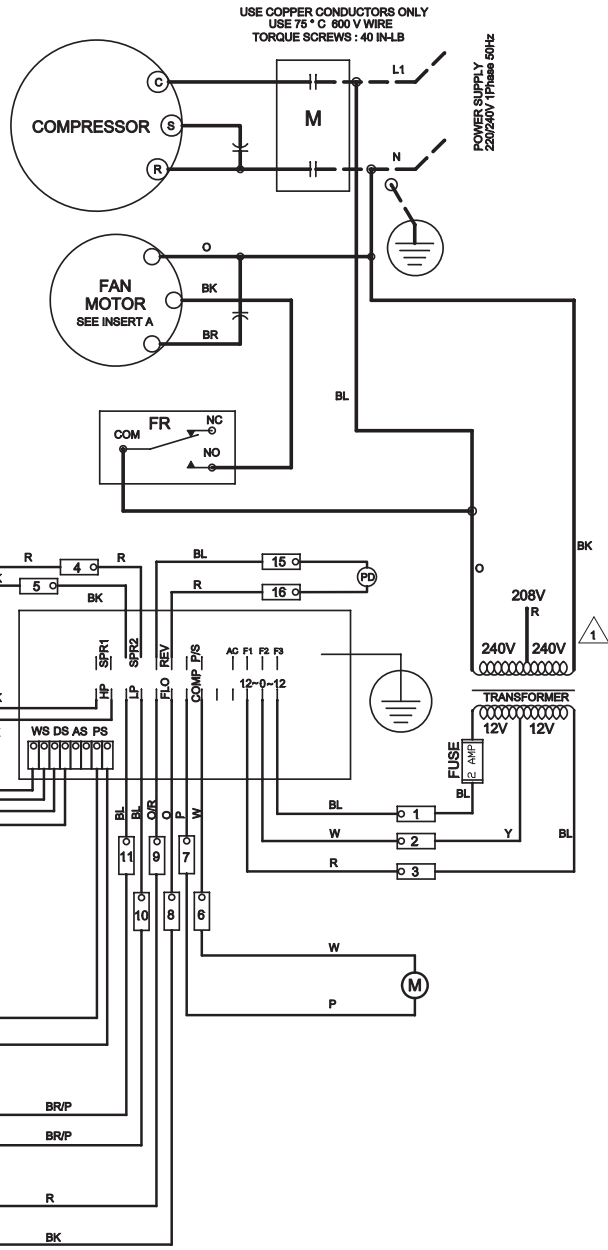 USE COPPER CONDUCTORS ONLY
USE 75 ° C 600 V WIRE
TORQUE SCREWS : 40 IN-LB
POWER SUPPLY
220/240V 1Phase 50Hz
L1
C
M
COMPRESSOR
S
R
N
O
FAN
MOTOR
SEE INSERT A
BK
BR
BL
FR
NC
COM
NO
R
4
R
BL
15
PD
BK
5
BK
R
16
O
208V
R
1
240V
240V
SPR1
SPR2
REV
P/S
AC F1 F2 F3
HP
LP
FLO
COMP
12~0~12
TRANSFORMER
12V
12V
WS DS AS PS
FUSE
2 AMP
BL
BL
BL
O/R
O
P
W
BL
1
W
2
Y
BL
R
3
11
9
7
10
8
6
W
M
P
BR/P
BR/P
R
BK